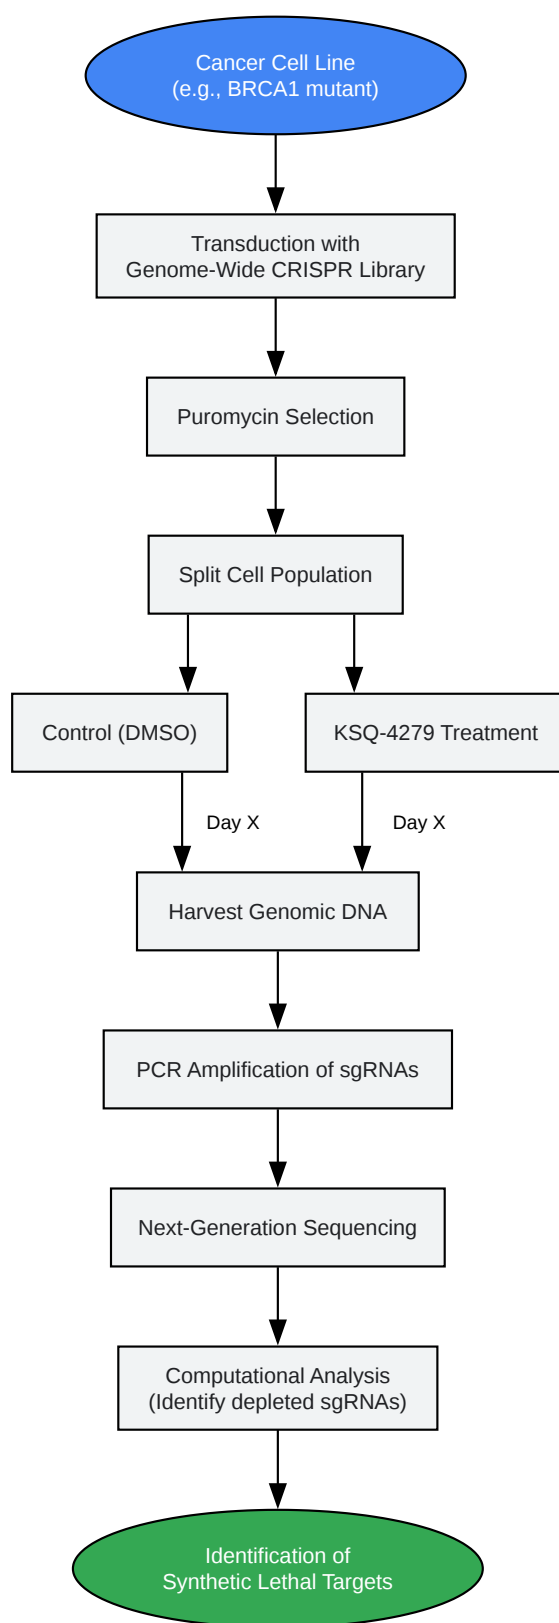 Cancer Cell Line
(e.g., BRCA1 mutant)
Transduction with
Genome-Wide CRISPR Library
Puromycin Selection
Split Cell Population
Control (DMSO)
KSQ-4279 Treatment
Day X
Day X
Harvest Genomic DNA
PCR Amplification of sgRNAs
Next-Generation Sequencing
Computational Analysis
(Identify depleted sgRNAs)
Identification of
Synthetic Lethal Targets